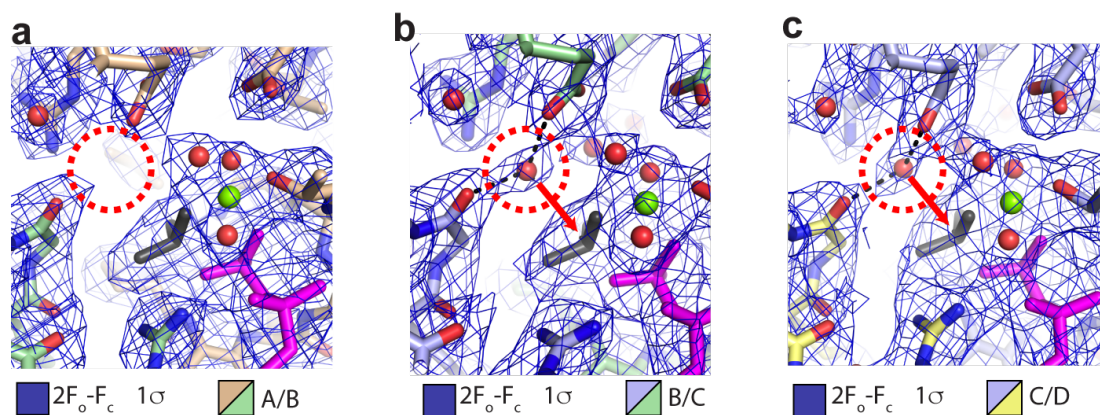 a
b
c
2Fo-Fc 1σ A/B
2Fo-Fc 1σ B/C
2Fo-Fc 1σ C/D